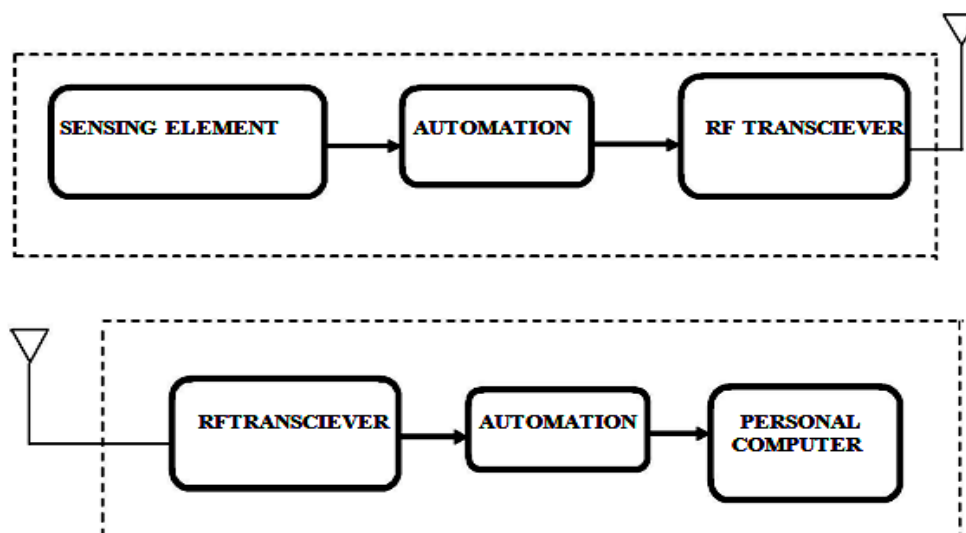 SENSING ELEMENT
AUTOMATION
RF TRANSCIEVER
RFTRANSCIEVER
AUTOMATION
PERSONAL
COMPUTER